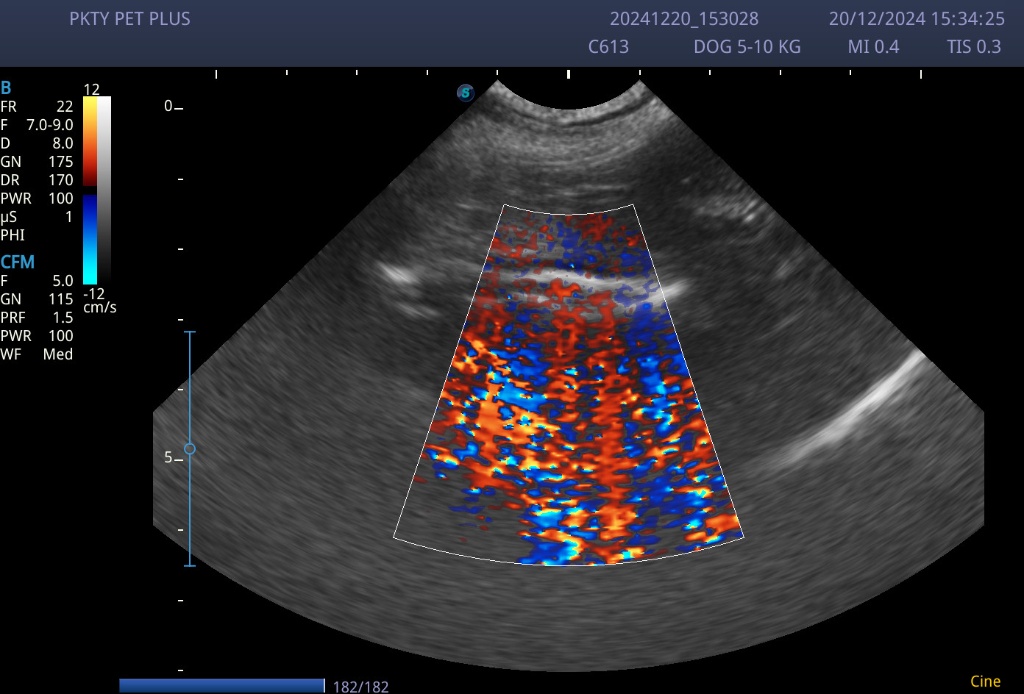 PKTY PET PLUS
20241220_153028
20/12/2024 15:34:25
C613
DOG 5-10 KG
MI 0.4
TIS 0.3
B
FR 22
F 7.0-9.0
D 8.0
GN 175
DR 170
PWR 100
µS 1
PHI
CFM
F 5.0
GN 115
PRF 1.5
PWR 100
WF Med
12
-12
cm/s
0
5
S
182/182
Cine